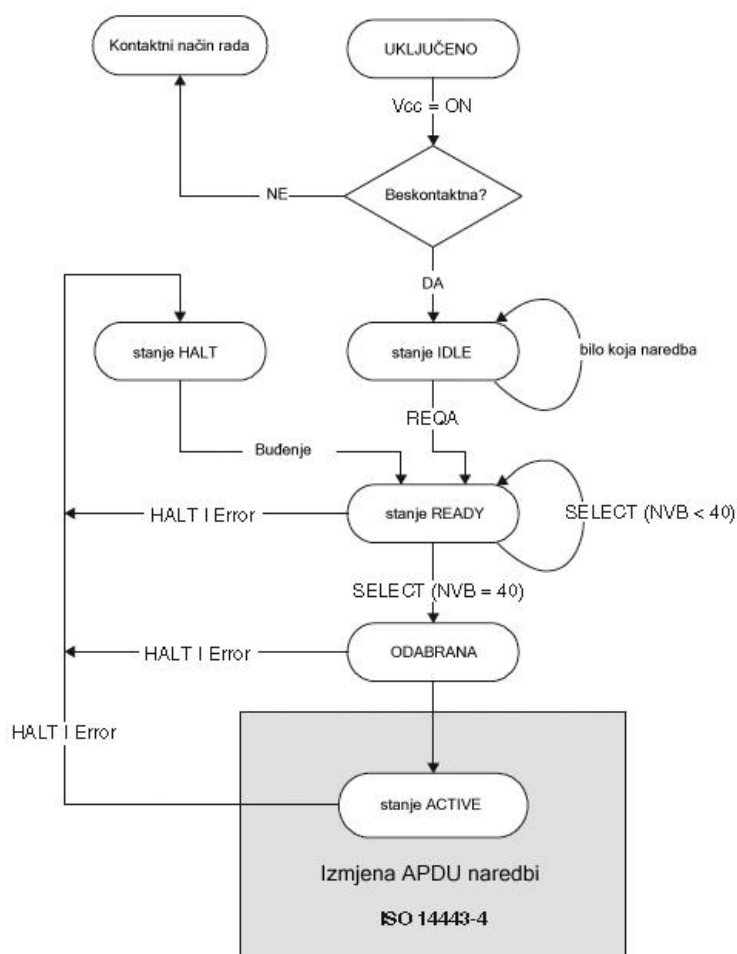 Kontaktni način rada
UKLJUČENO
Vcc = ON
NE
Beskontaktna?
DA
stanje HALT
stanje IDLE
bilo koja naredba
REQA
Buđenje
HALT I Error
stanje READY
SELECT (NVB < 40)
SELECT (NVB = 40)
HALT I Error
ODABRANA
HALT I Error
stanje ACTIVE
Izmjena APDU naredbi
ISO 14443-4